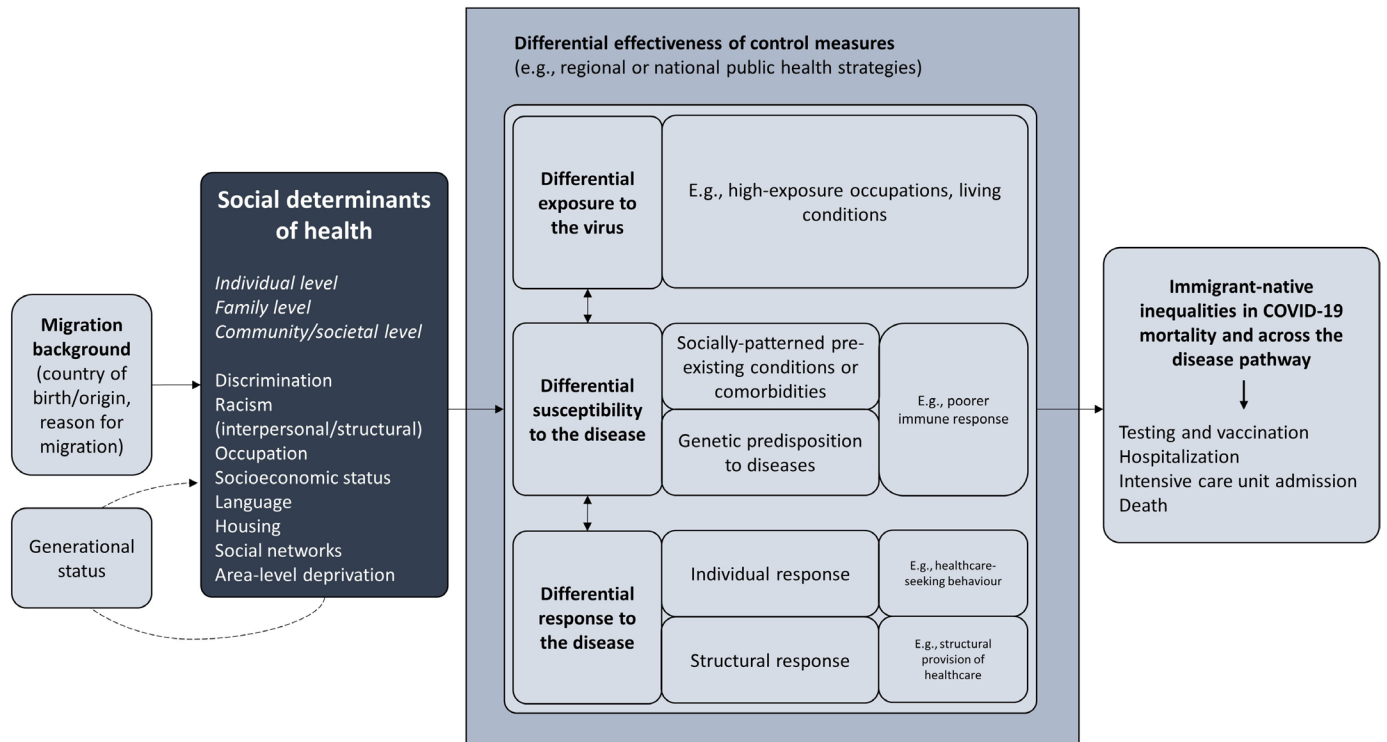 Differential effectiveness of control measures
(e.g., regional or national public health strategies)
Migration
background
(country of
birth/origin,
reason for
migration)
Generational
status
Social determinants
of health
Individual level
Family level
Community/societal level
Discrimination
Racism
(interpersonal/structural)
Occupation
Socioeconomic status
Language
Housing
Social networks
Area-level deprivation
Differential
exposure to
the virus
E.g., high-exposure occupations, living
conditions
Differential
susceptibility
to the disease
Socially-patterned pre-
existing conditions or
comorbidities
Genetic predisposition
to diseases
E.g., poorer
immune response
Differential
response to
the disease
Individual response
E.g., healthcare-
seeking behaviour
Structural response
E.g., structural
provision of
healthcare
Immigrant-native
inequalities in COVID-19
mortality and across the
disease pathway
Testing and vaccination
Hospitalization
Intensive care unit admission
Death